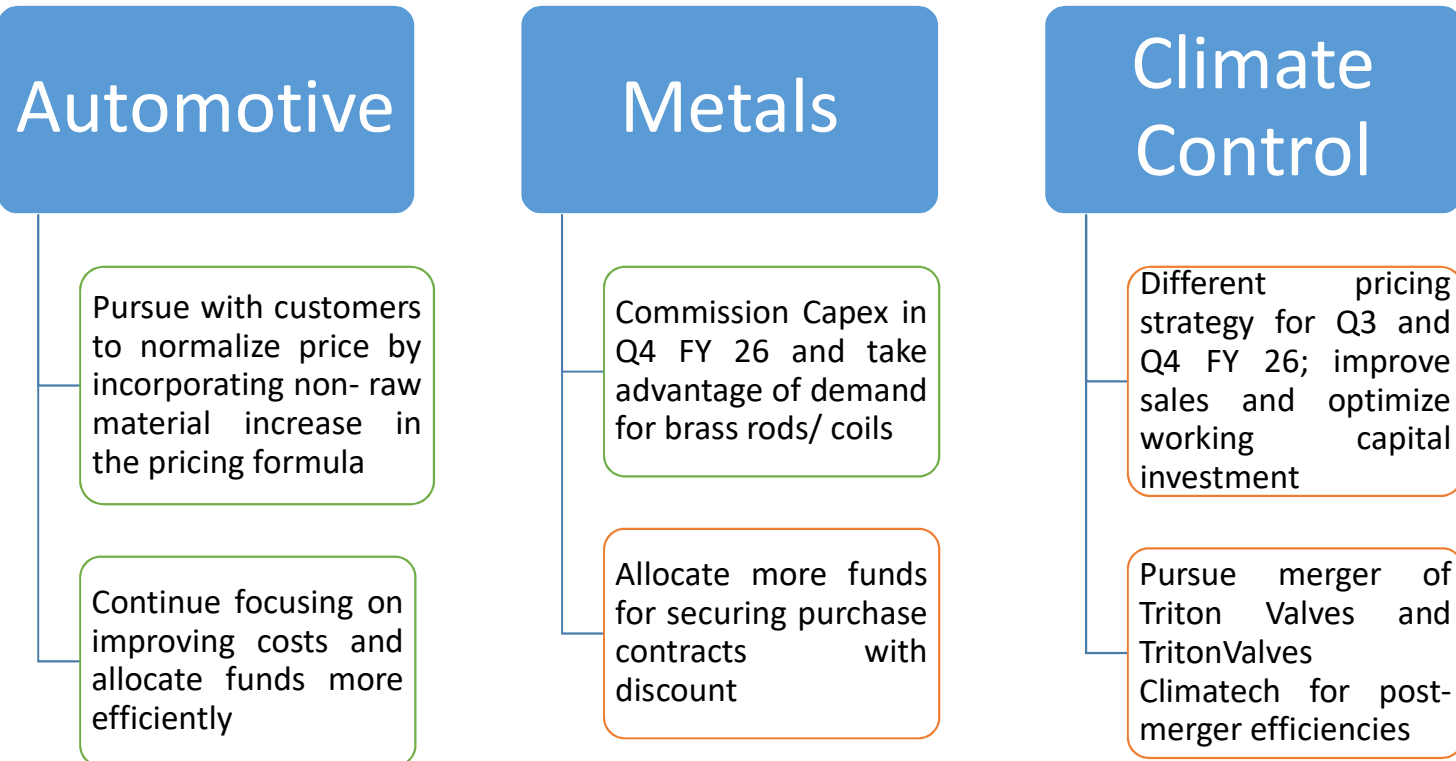 Automotive
Pursue with customers
to normalize price by
incorporating non- raw
material increase in
the pricing formula
Continue focusing on
improving costs and
allocate funds more
efficiently
Metals
Commission Capex in
Q4 FY 26 and take
advantage of demand
for brass rods/ coils
Allocate more funds
for securing purchase
contracts with
discount
Climate
Control
Different pricing
strategy for Q3 and
Q4 FY 26; improve
sales and optimize
working capital
investment
Pursue merger of
Triton Valves and
TritonValves
Climatech for post-
merger efficiencies